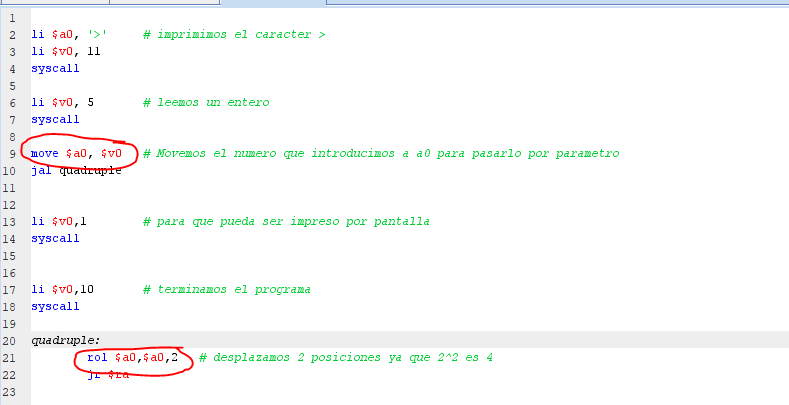 1
2 li $a0, '>' # imprimimos el caracter >
3 li $v0, 11
4 syscall
5
6 li $v0, 5 # leemos un entero
7 syscall
8
9 move $a0, $v0 # Movemos el numero que introducimos a a0 para pasarlo por parametro
10 jal quadruple
11
12
13 li $v0,1 # para que pueda ser impreso por pantalla
14 syscall
15
16
17 li $v0,10 # terminamos el programa
18 syscall
19
20 quadruple:
21 rol $a0,$a0,2 # desplazamos 2 posiciones ya que 2^2 es 4
22 jr $ra
23